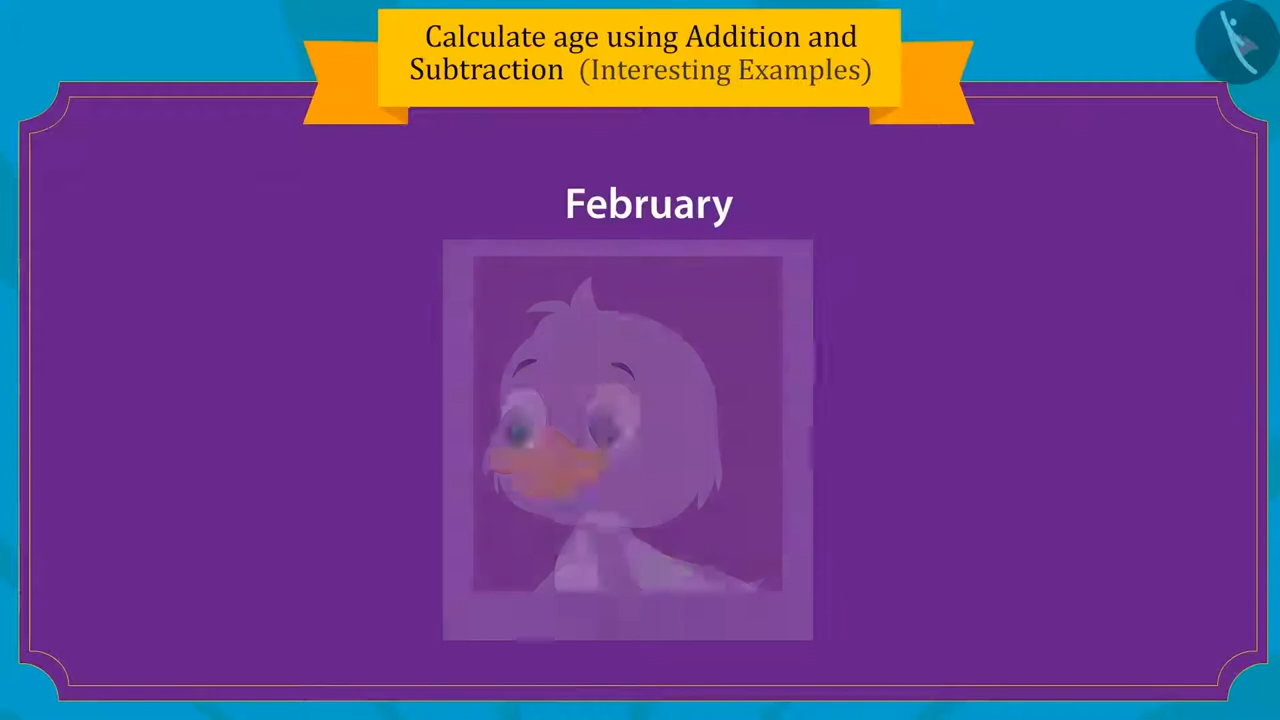 Calculate age using Addition and
Subtraction (Interesting Examples)
February